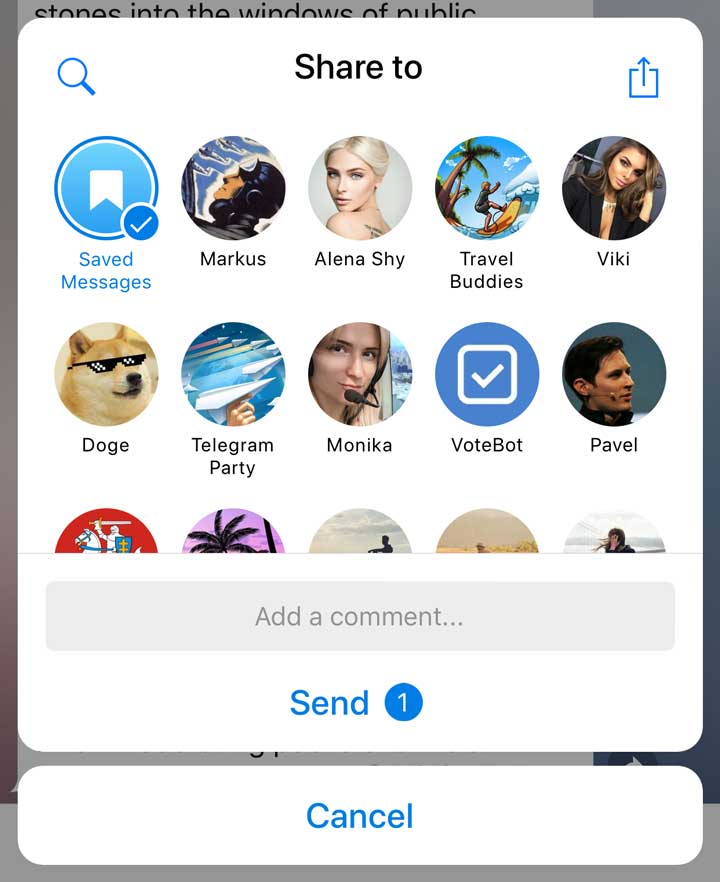 stones into the windows of public
Share to
Saved
Messages
Markus
Alena Shy
Travel
Buddies
Viki
Doge
Telegram
Party
Monika
VoteBot
Pavel
Add a comment...
Send 1
Cancel